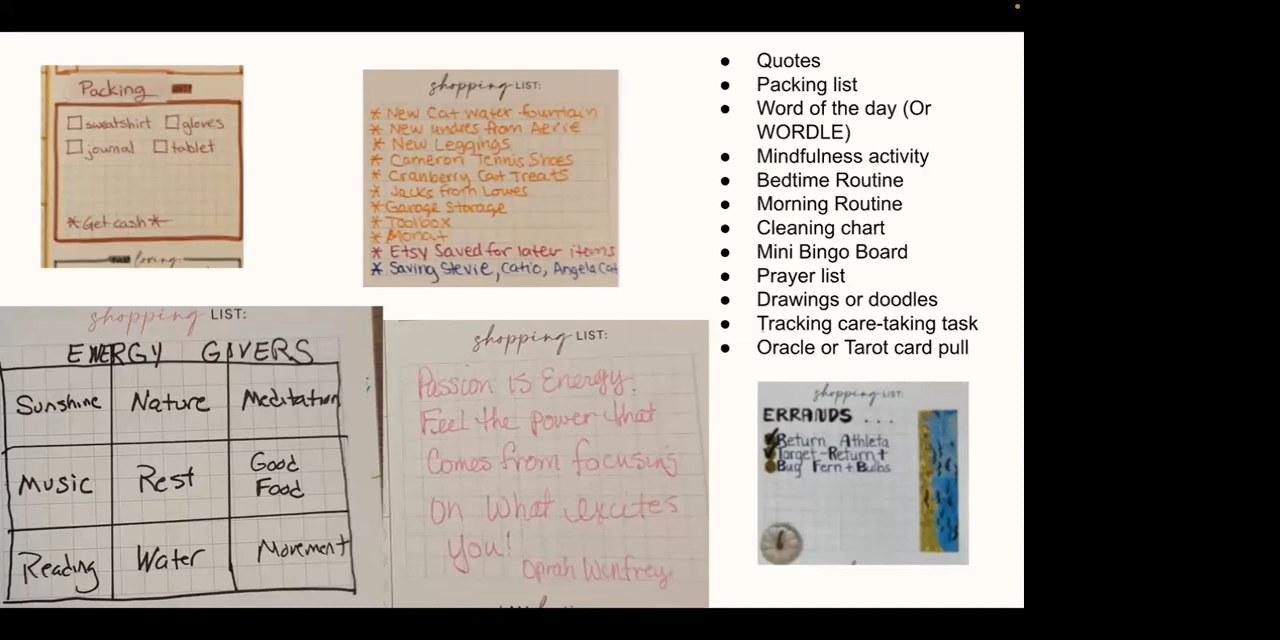 Packing
sweatshirt gloves
journal tablet
*Get cash*
loving:
shopping LIST:
* New Cat water fountain
* New undies from Aerie
* New Leggings
* Cameron Tennis Shoes
* Cranberry Cat Treats
* Jacks from Lowes
* Garage Storage
* Toolbox
* Monat
* Etsy Saved for later items
* Saving Stevie, Catio, Angela Cat
• Quotes
• Packing list
• Word of the day (Or
WORDLE)
• Mindfulness activity
• Bedtime Routine
• Morning Routine
• Cleaning chart
• Mini Bingo Board
• Prayer list
• Drawings or doodles
• Tracking care-taking task
• Oracle or Tarot card pull
shopping LIST:
ENERGY GIVERS
Sunshine Nature Meditation
Music Rest Good Food
Reading Water Movement
shopping LIST:
Passion is Energy.
Feel the power that
Comes from focusing
on what excites
you!
Oprah Winfrey
shopping LIST:
ERRANDS ...
Return Athleta
Target-Return +
Bug Fern + Bulbs